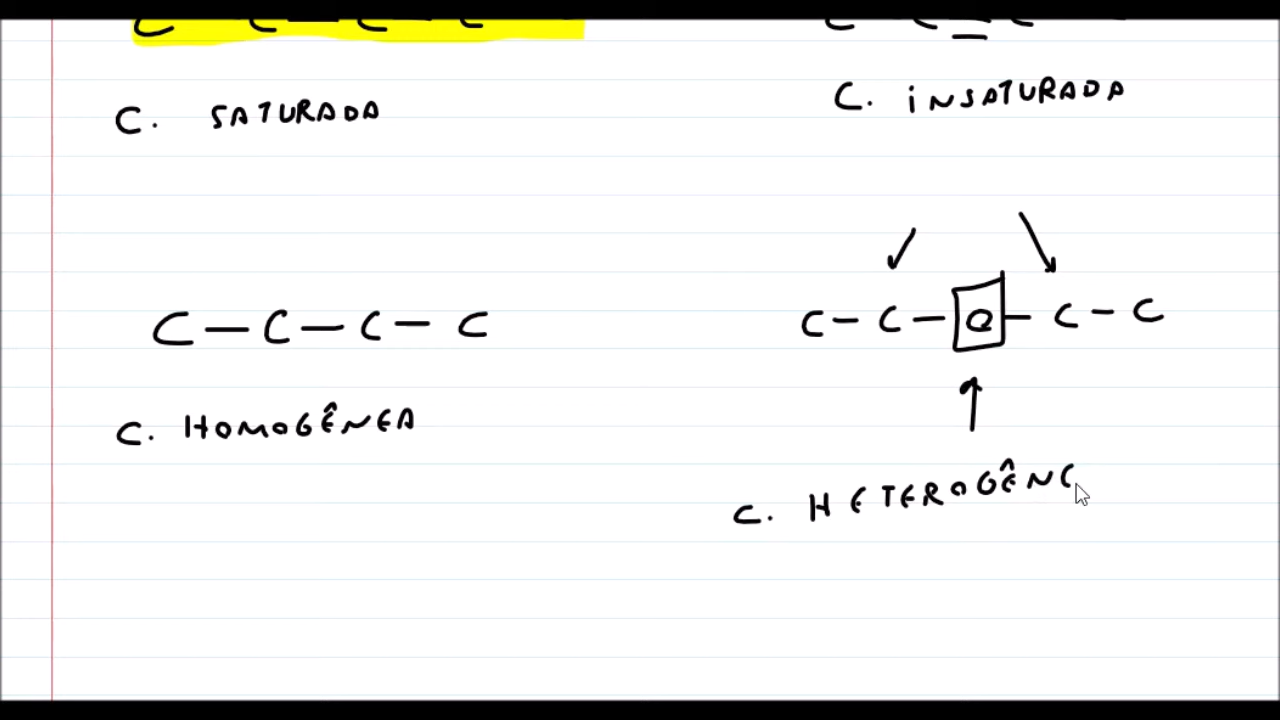 C. SATURADA
C. INSATURADA
C — C — C — C
C - C - O - C - C
C. HOMOGÊNEA
C. HETEROGÊNE